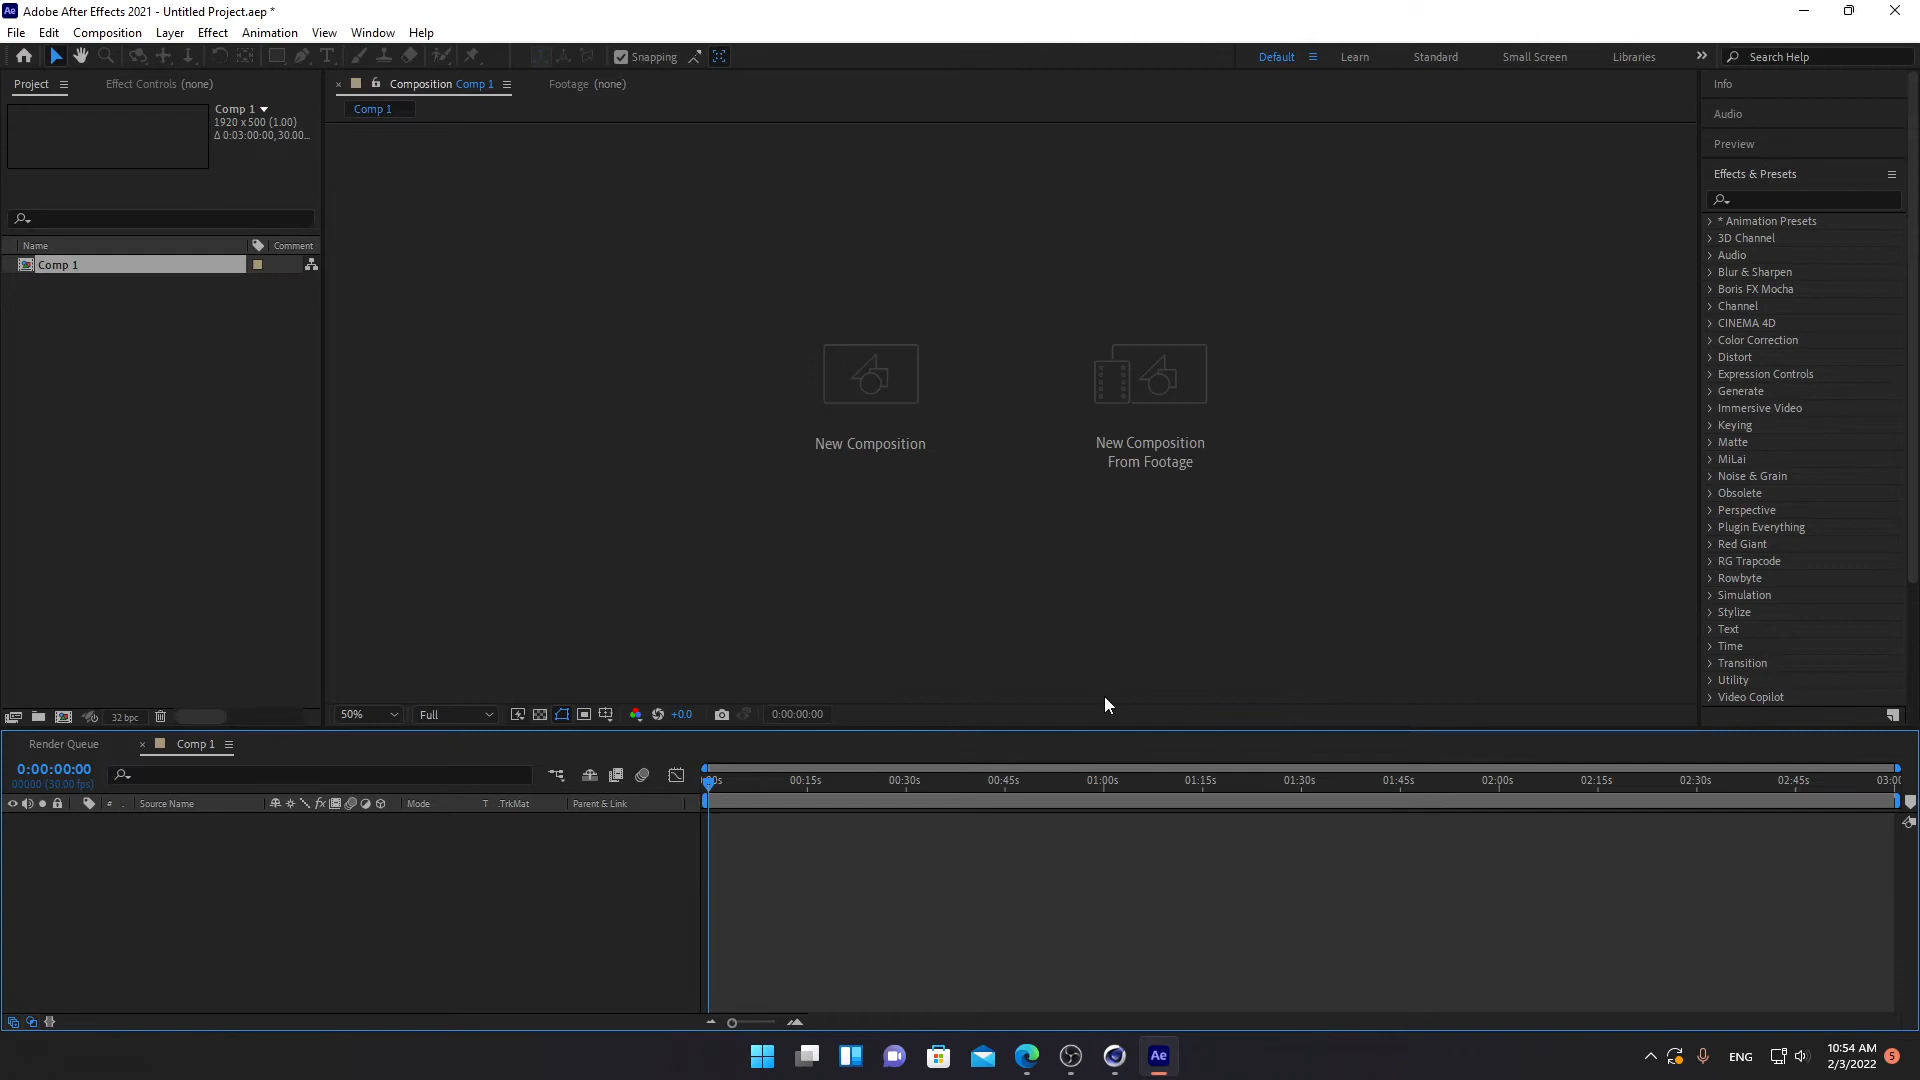 Adobe After Effects 2021 - Untitled Project.aep *
File Edit Composition Layer Effect Animation View Window Help
Snapping
Default Learn Standard Small Screen Libraries
Search Help
Project Effect Controls (none)
Comp 1
1920 x 500 (1.00)
Δ 0:03:00:00, 30.00...
Name Comment
Comp 1
32 bpc
Composition Comp 1 Footage (none)
Comp 1
New Composition
New Composition
From Footage
50% Full +0.0 0:00:00:00
Info
Audio
Preview
Effects & Presets
* Animation Presets
3D Channel
Audio
Blur & Sharpen
Boris FX Mocha
Channel
CINEMA 4D
Color Correction
Distort
Expression Controls
Generate
Immersive Video
Keying
Matte
MiLai
Noise & Grain
Obsolete
Perspective
Plugin Everything
Red Giant
RG Trapcode
Rowbyte
Simulation
Stylize
Text
Time
Transition
Utility
Video Copilot
Render Queue Comp 1
0:00:00:00
00000 (30.00 fps)
# . Source Name fx Mode T .TrkMat Parent & Link
00:15s 00:30s 00:45s 01:00s 01:15s 01:30s 01:45s 02:00s 02:15s 02:30s 02:45s
Ae
ENG
10:54 AM
2/3/2022
5